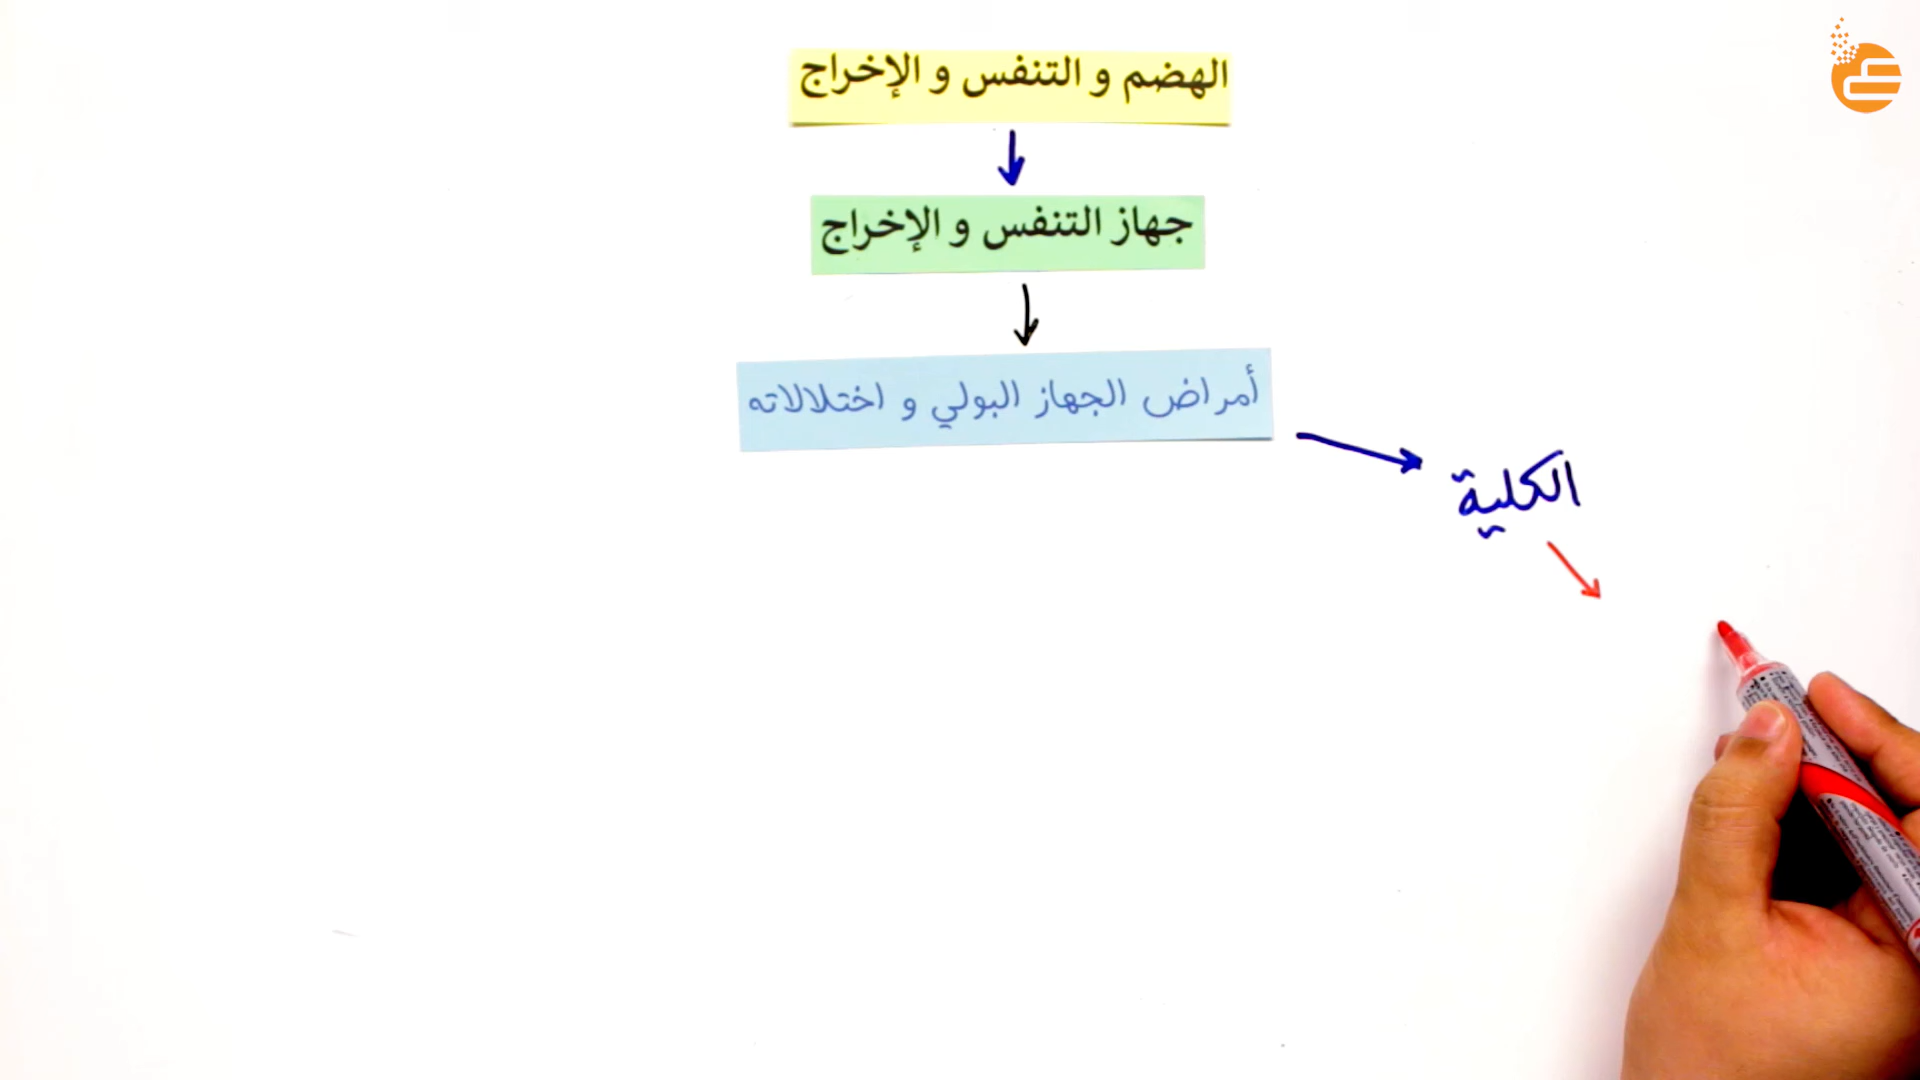 الهضم و التنفس و الإخراج
جهاز التنفس و الإخراج
أمراض الجهاز البولي و اختلالاته
الكلية